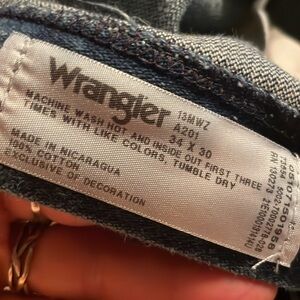 Wrangler
13MWZ
A201
34 X 30
MACHINE WASH HOT AND INSIDE OUT FIRST THREE
TIMES WITH LIKE COLORS, TUMBLE DRY
MADE IN NICARAGUA
100% COTTON
EXCLUSIVE OF DECORATION